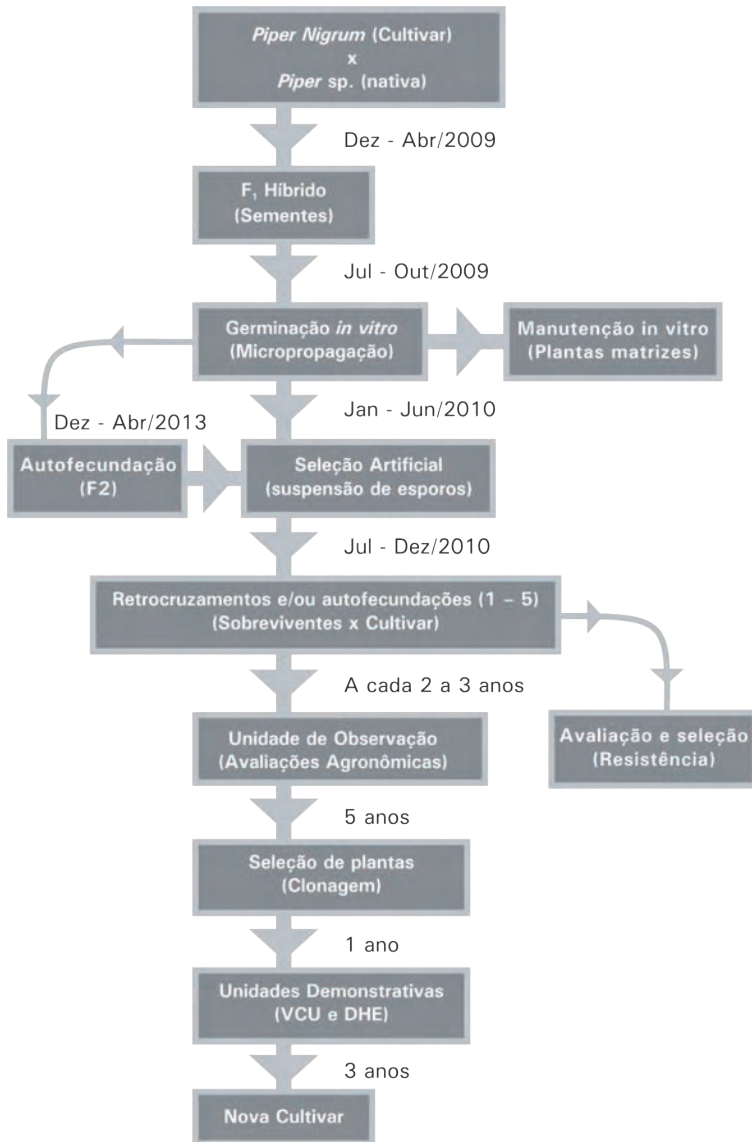 Piper Nigrum (Cultivar)
x
Piper sp. (nativa)
Dez - Abr/2009
F1 Híbrido
(Sementes)
Jul - Out/2009
Germinação in vitro
(Micropropagação)
Manutenção in vitro
(Plantas matrizes)
Jan - Jun/2010
Dez - Abr/2013
Autofecundação
(F2)
Seleção Artificial
(suspensão de esporos)
Jul - Dez/2010
Retrocruzamentos e/ou autofecundações (1 – 5)
(Sobreviventes x Cultivar)
A cada 2 a 3 anos
Avaliação e seleção
(Resistência)
Unidade de Observação
(Avaliações Agronômicas)
5 anos
Seleção de plantas
(Clonagem)
1 ano
Unidades Demonstrativas
(VCU e DHE)
3 anos
Nova Cultivar